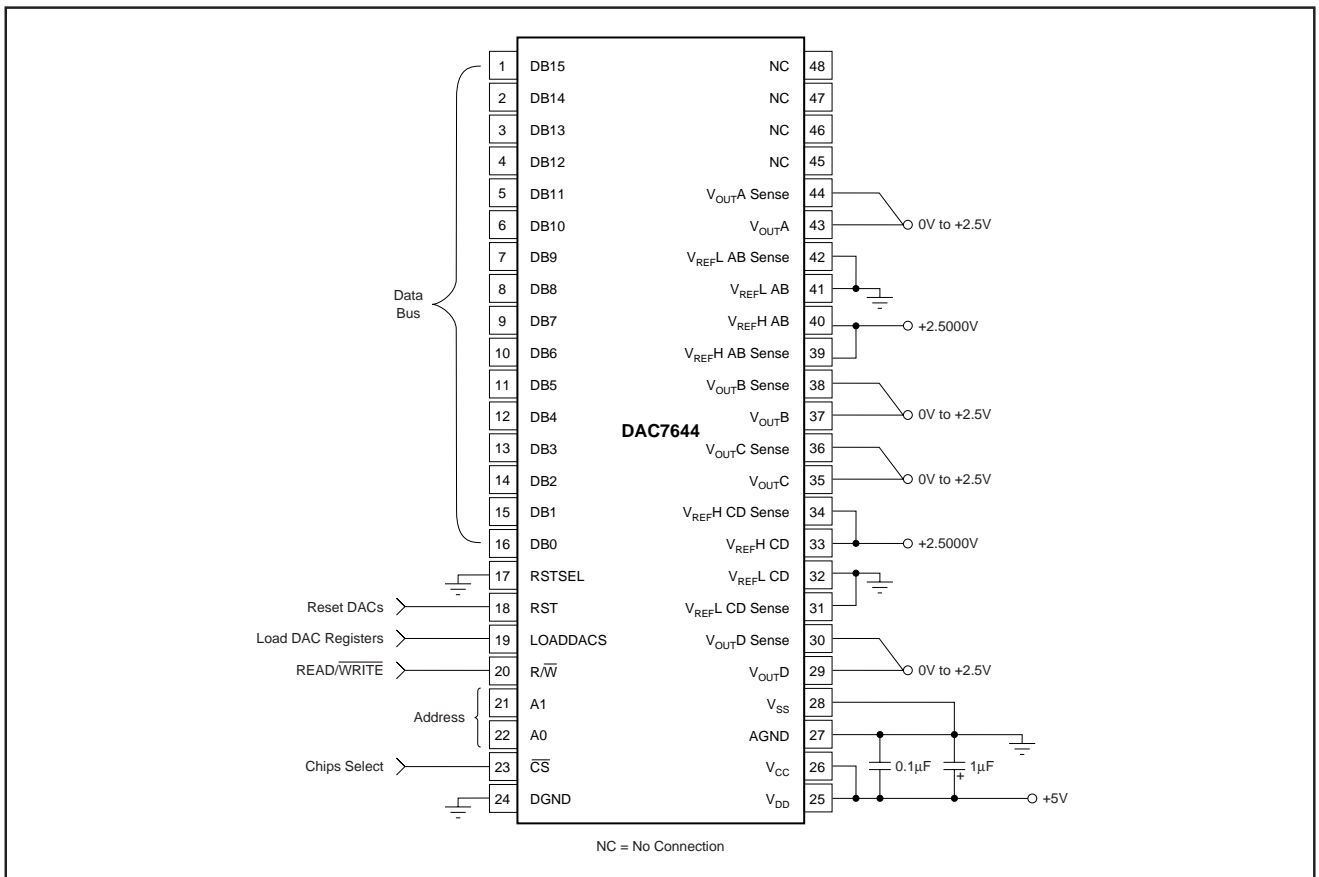 1 DB15
2 DB14
3 DB13
4 DB12
5 DB11
6 DB10
7 DB9
8 DB8
9 DB7
10 DB6
11 DB5
12 DB4
13 DB3
14 DB2
15 DB1
16 DB0
17 RSTSEL
18 RST
19 LOADDACS
20 R/W̅
21 A1
22 A0
23 C̅S̅
24 DGND
Data
Bus
Reset DACs
Load DAC Registers
READ/W̅R̅I̅T̅E̅
Address
Chips Select
DAC7644
NC 48
NC 47
NC 46
NC 45
VOUTA Sense 44
VOUTA 43
VREFL AB Sense 42
VREFL AB 41
VREFH AB 40
VREFH AB Sense 39
VOUTB Sense 38
VOUTB 37
VOUTC Sense 36
VOUTC 35
VREFH CD Sense 34
VREFH CD 33
VREFL CD 32
VREFL CD Sense 31
VOUTD Sense 30
VOUTD 29
VSS 28
AGND 27
VCC 26
VDD 25
0V to +2.5V
+2.5000V
0V to +2.5V
0V to +2.5V
+2.5000V
0V to +2.5V
0.1µF
1µF
+
+5V
NC = No Connection